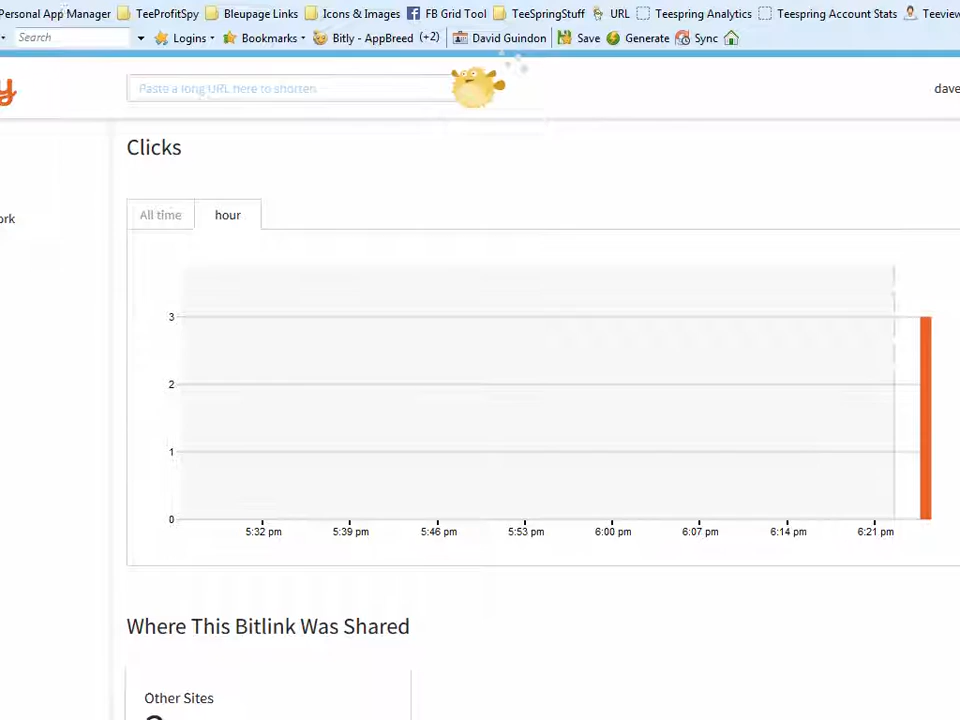 Personal App Manager TeeProfitSpy Bleupage Links Icons & Images FB Grid Tool TeeSpringStuff URL Teespring Analytics Teespring Account Stats Teeview
Search Logins Bookmarks Bitly - AppBreed (+2) David Guindon Save Generate Sync
y Paste a long URL here to shorten dave
Clicks
All time hour
ork
3
2
1
0
5:32 pm 5:39 pm 5:46 pm 5:53 pm 6:00 pm 6:07 pm 6:14 pm 6:21 pm
Where This Bitlink Was Shared
Other Sites